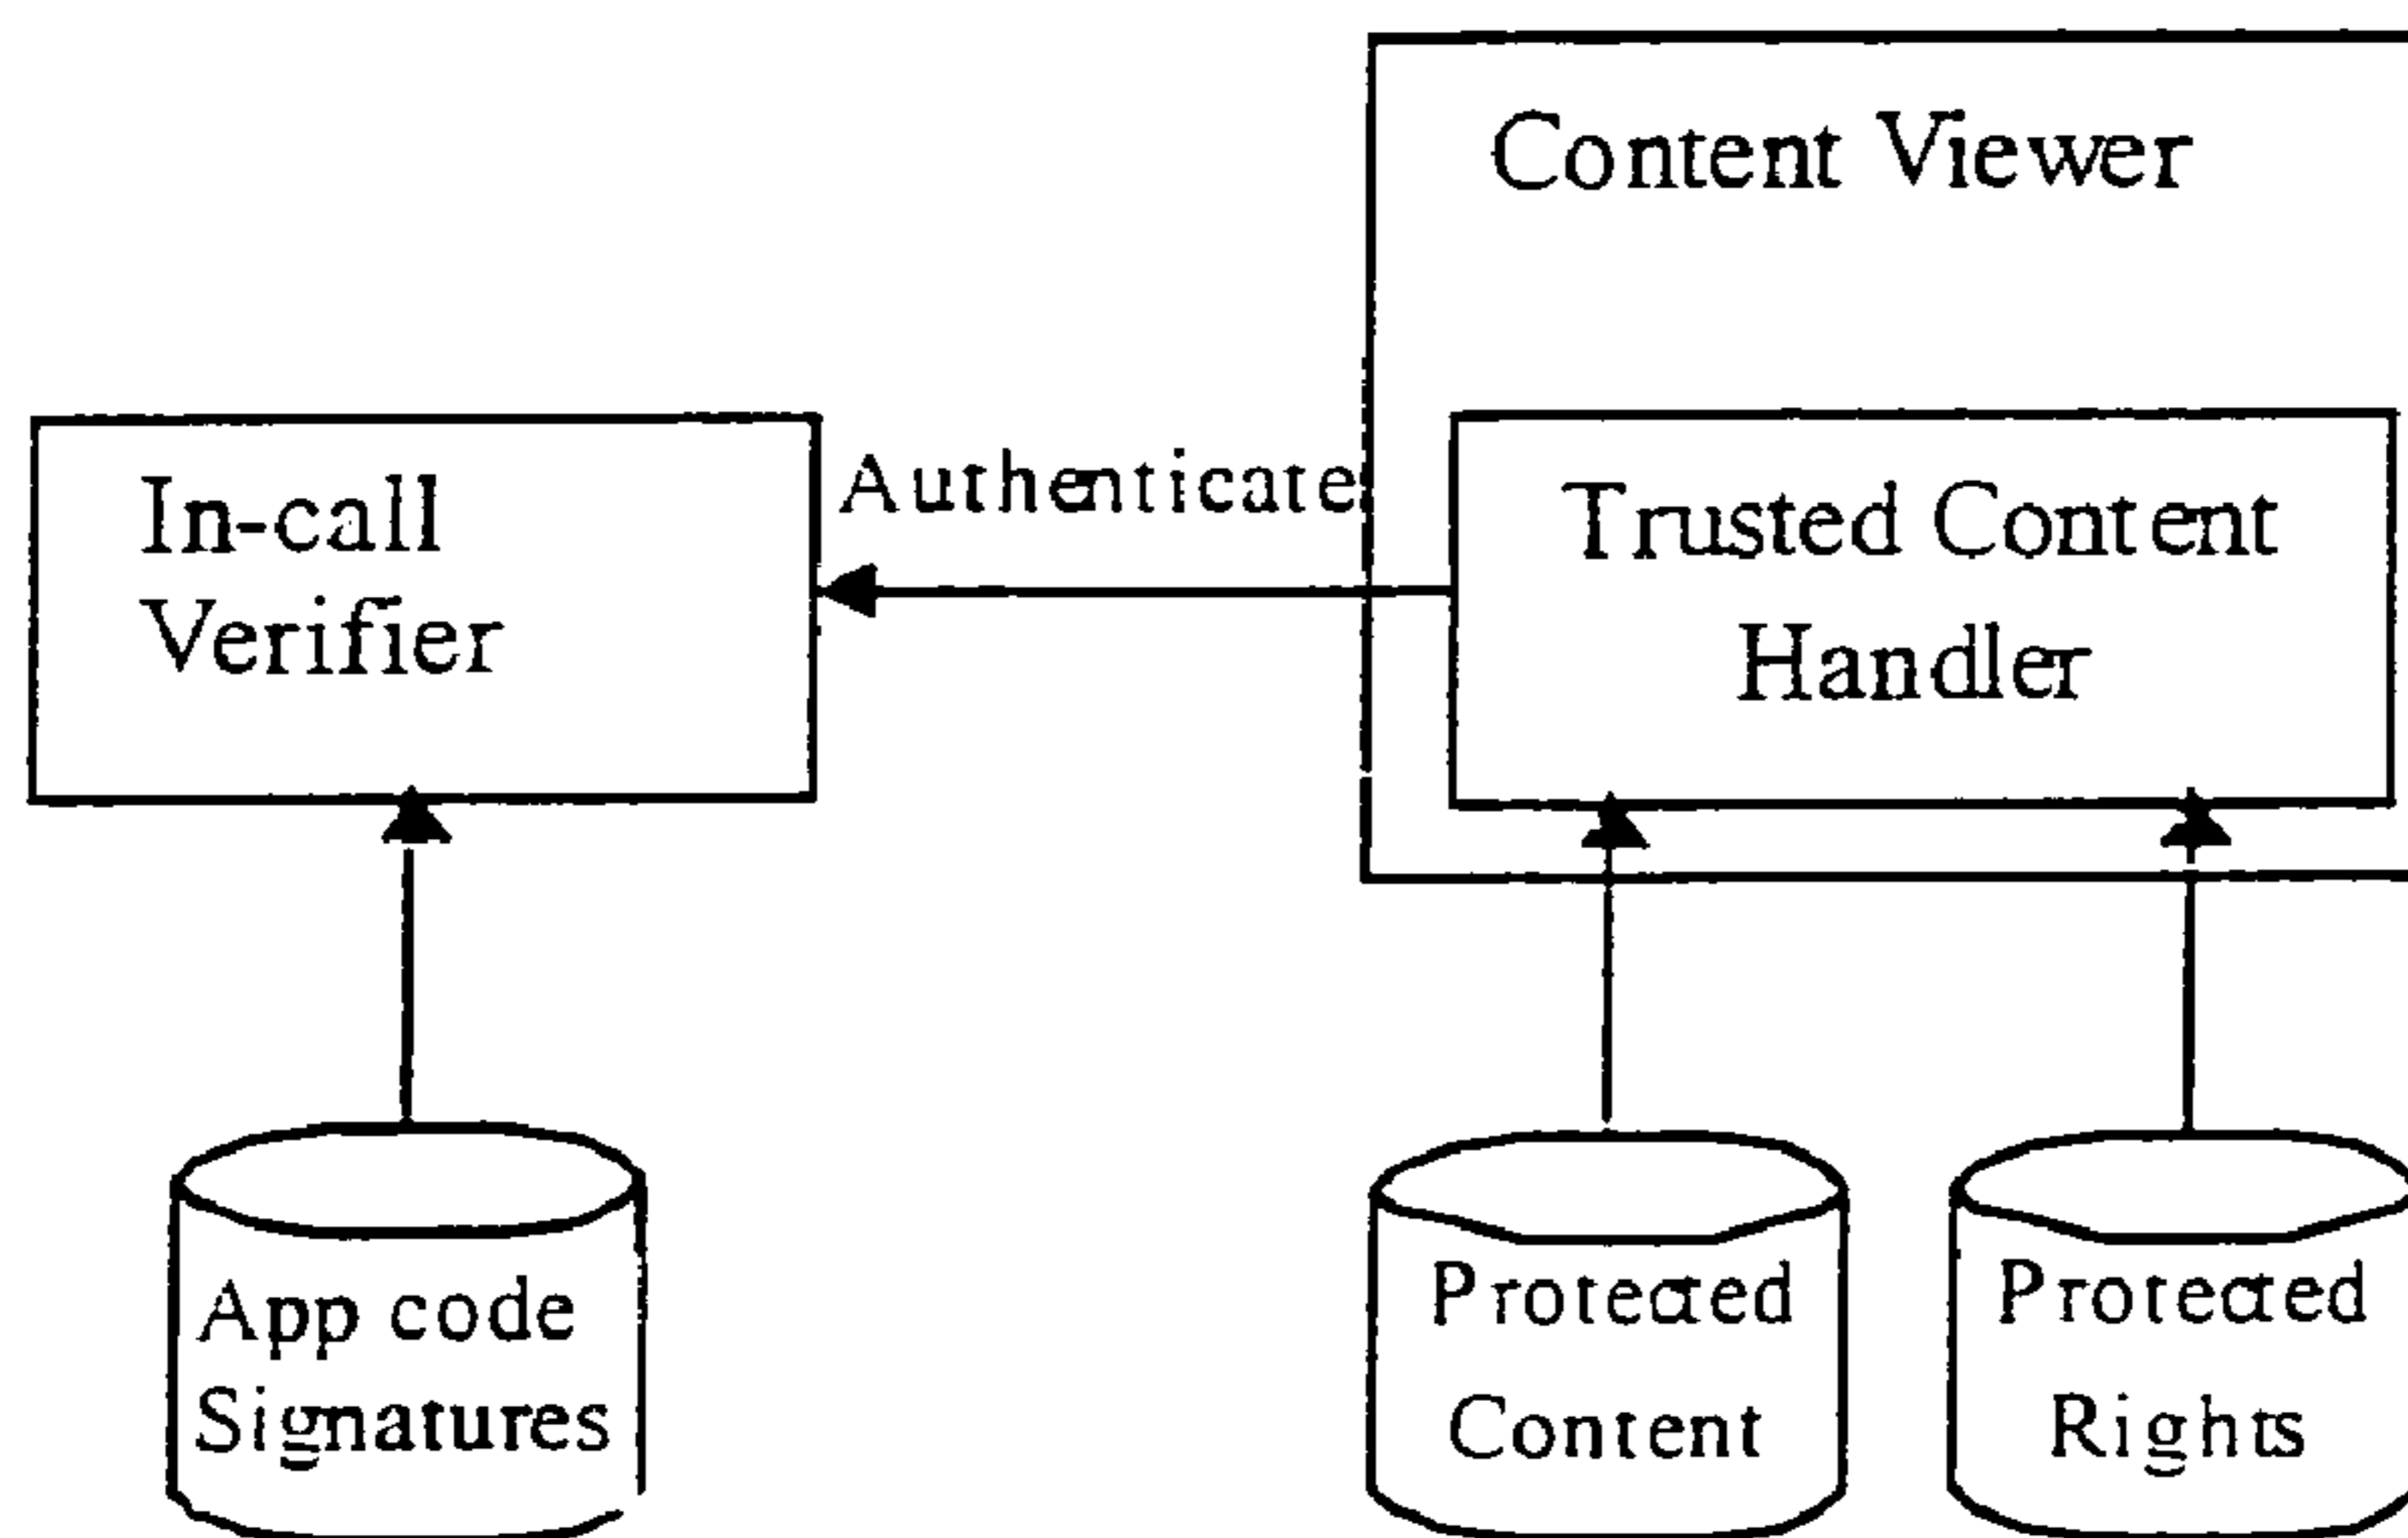 Content Viewer
In-call
Verifier
Authenticate
Trusted Content
Handler
App code
Signatures
Protected
Content
Protected
Rights